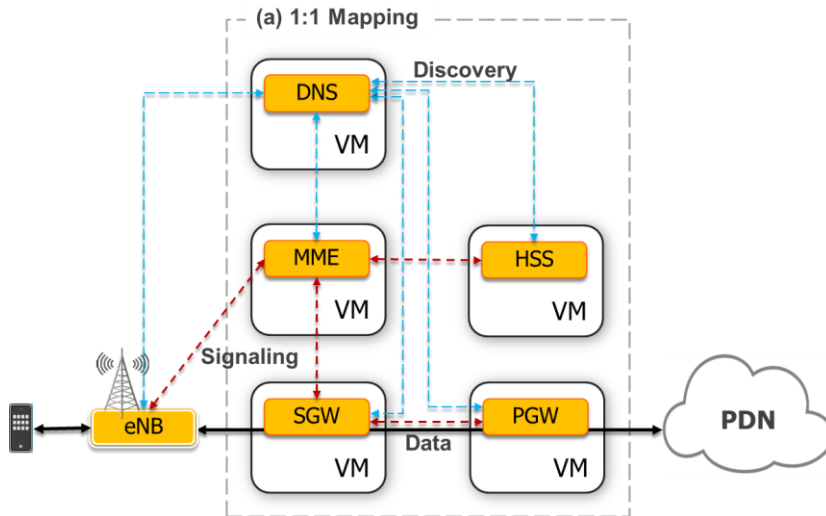 (a) 1:1 Mapping
Discovery
DNS
VM
MME
HSS
VM
VM
Signaling
SGW
PGW
eNB
Data
PDN
VM
VM